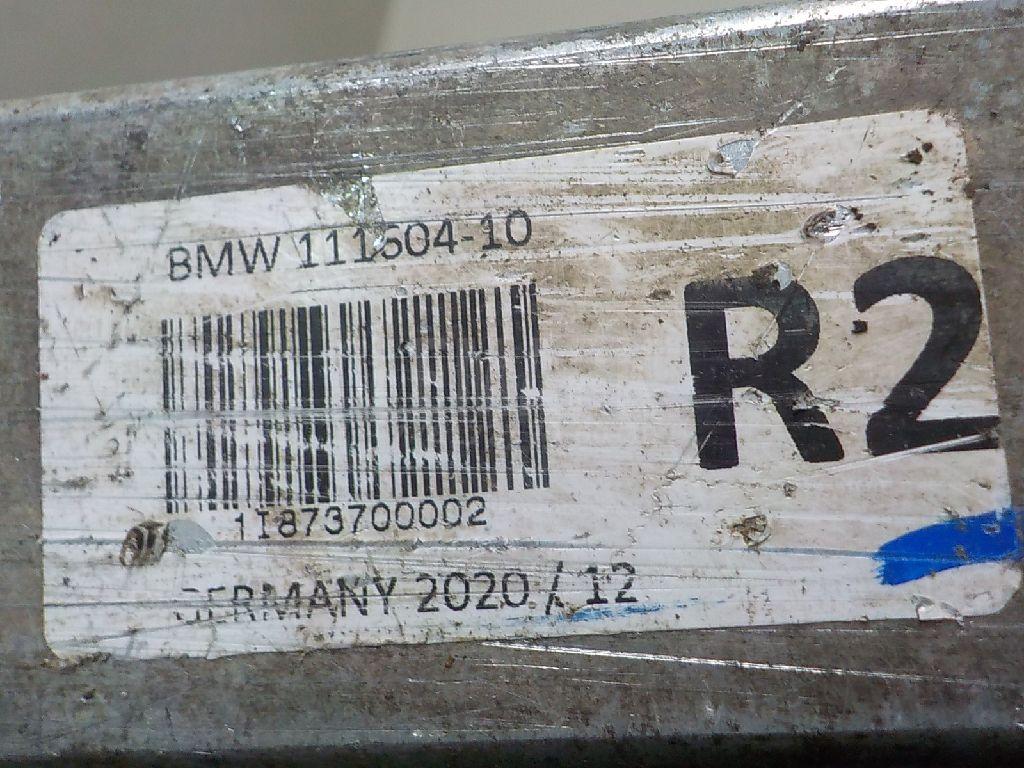 BMW 111504-10
R2
1I873700002
GERMANY 2020 / 12